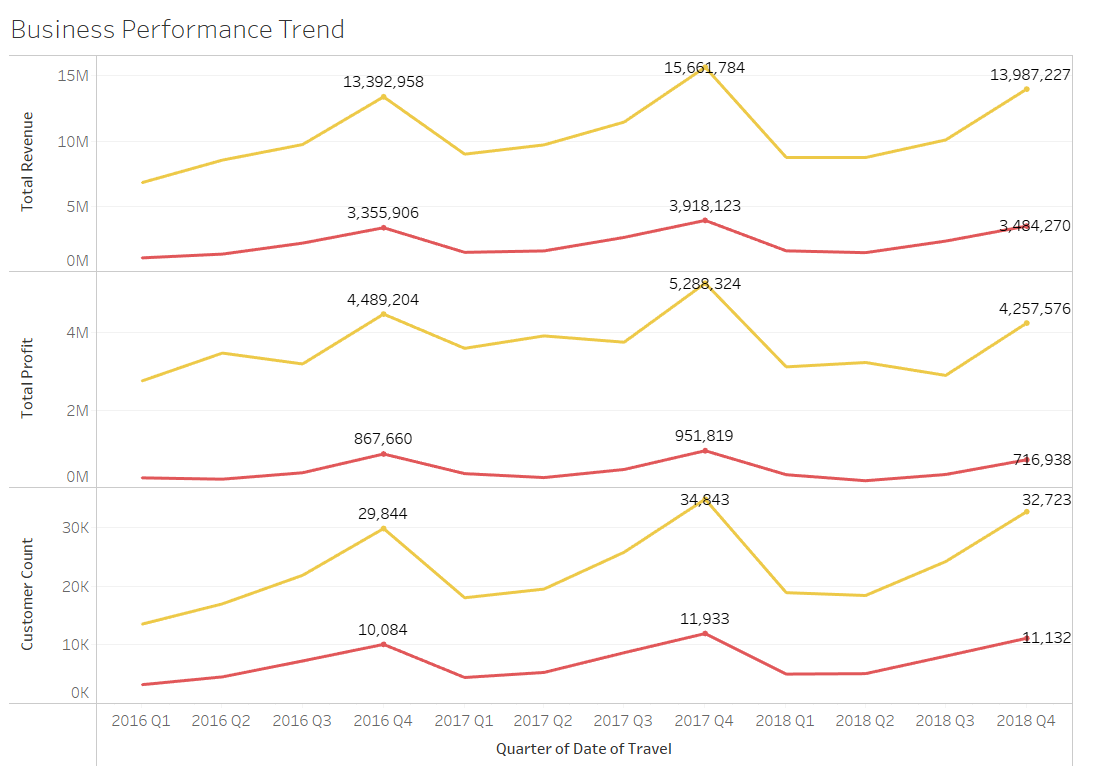 Business Performance Trend
Total Revenue
15M
10M
5M
0M
13,392,958
15,661,784
13,987,227
3,355,906
3,918,123
3,484,270
Total Profit
4M
2M
0M
4,489,204
5,288,324
4,257,576
867,660
951,819
716,938
Customer Count
30K
20K
10K
0K
29,844
34,843
32,723
10,084
11,933
11,132
2016 Q1 2016 Q2 2016 Q3 2016 Q4 2017 Q1 2017 Q2 2017 Q3 2017 Q4 2018 Q1 2018 Q2 2018 Q3 2018 Q4
Quarter of Date of Travel